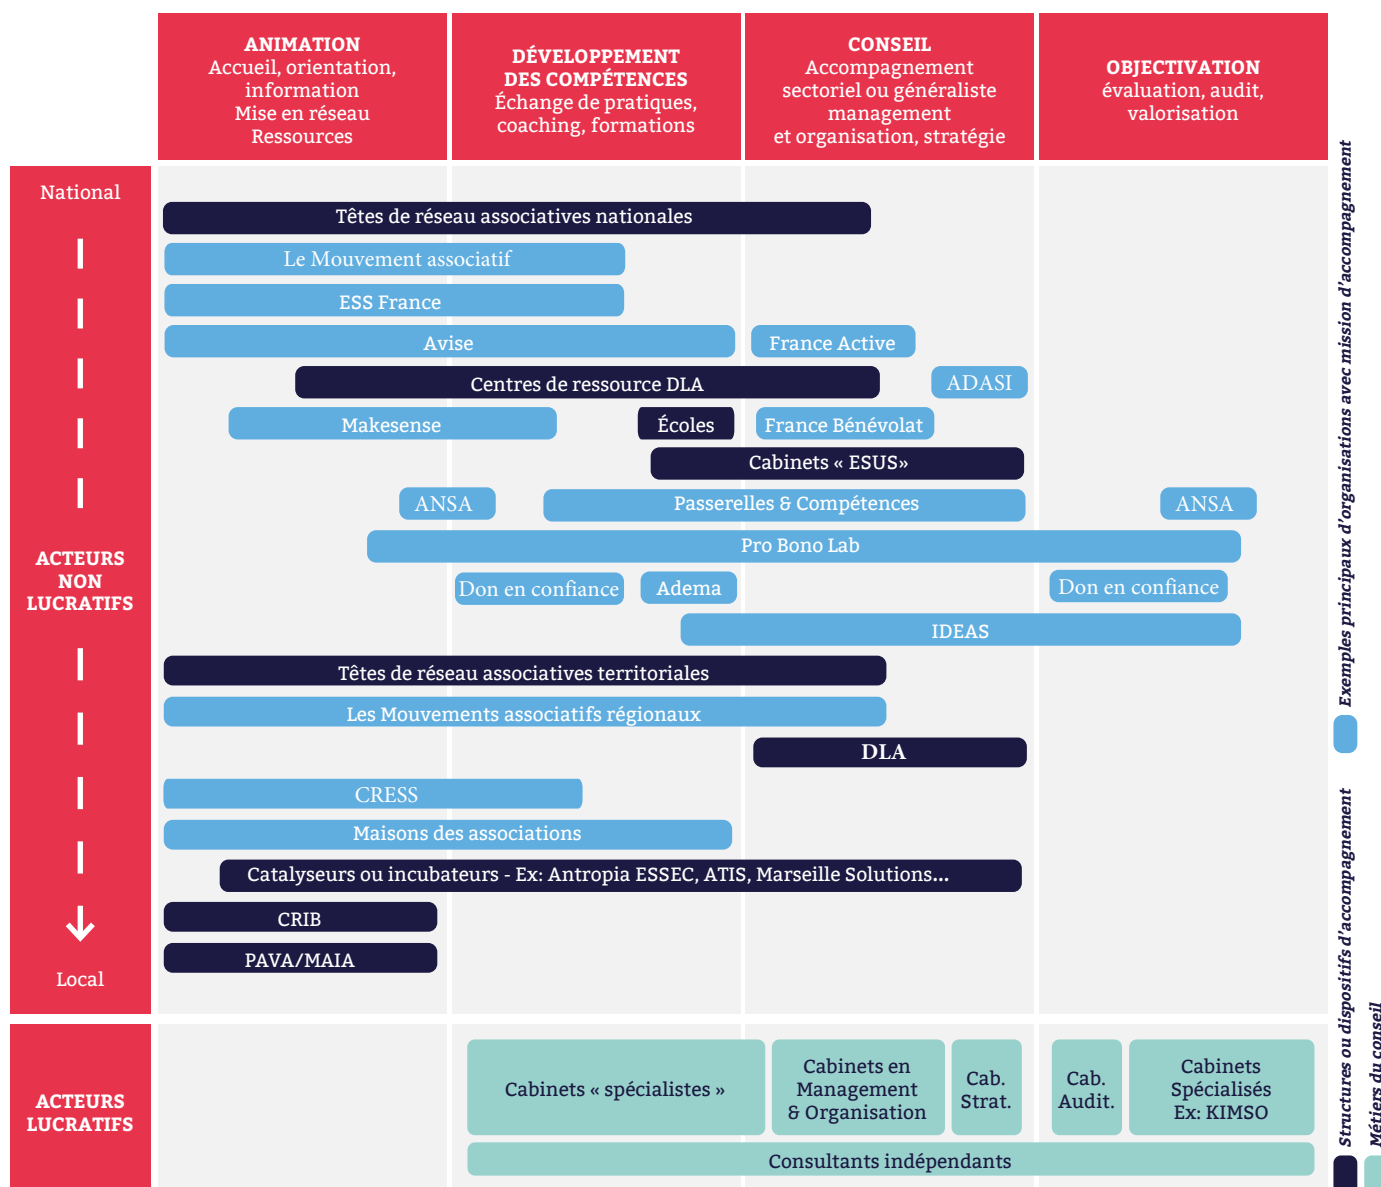 ANIMATION
Accueil, orientation,
information
Mise en réseau
Ressources
DÉVELOPPEMENT
DES COMPÉTENCES
Échange de pratiques,
coaching, formations
CONSEIL
Accompagnement
sectoriel ou généraliste
management
et organisation, stratégie
OBJECTIVATION
évaluation, audit,
valorisation
National
ACTEURS
NON
LUCRATIFS
Local
Têtes de réseau associatives nationales
Le Mouvement associatif
ESS France
Avise
France Active
Centres de ressource DLA
ADASI
Makesense
Écoles
France Bénévolat
Cabinets « ESUS»
ANSA
Passerelles & Compétences
ANSA
Pro Bono Lab
Don en confiance
Adema
Don en confiance
IDEAS
Têtes de réseau associatives territoriales
Les Mouvements associatifs régionaux
DLA
CRESS
Maisons des associations
Catalyseurs ou incubateurs - Ex: Antropia ESSEC, ATIS, Marseille Solutions...
CRIB
PAVA/MAIA
ACTEURS
LUCRATIFS
Cabinets « spécialistes »
Cabinets en
Management
& Organisation
Cab.
Strat.
Cab.
Audit.
Cabinets
Spécialisés
Ex: KIMSO
Consultants indépendants
Exemples principaux d'organisations avec mission d'accompagnement
Structures ou dispositifs d'accompagnement
Métiers du conseil